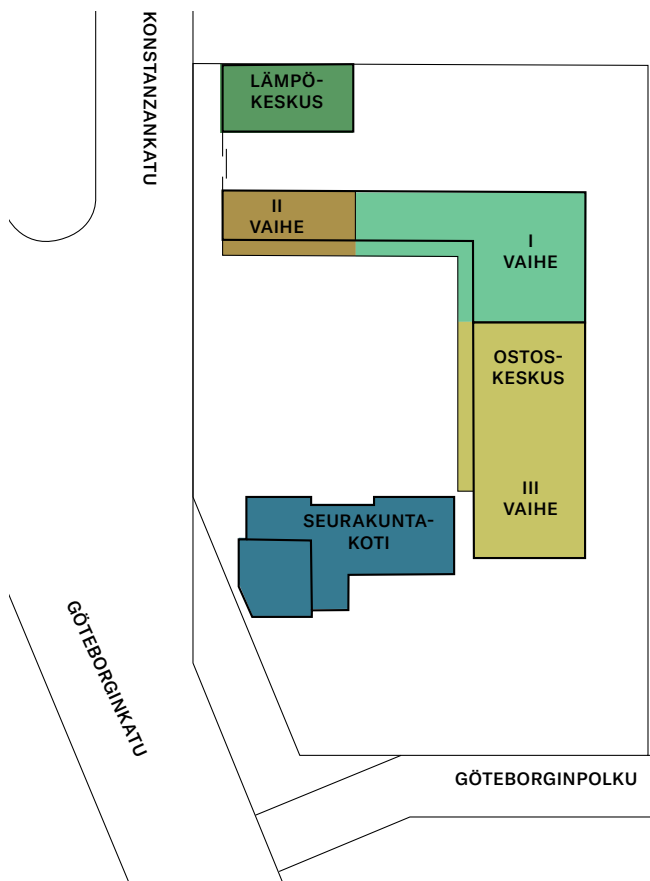 KONSTANZANKATU
LÄMPÖ-
KESKUS
II
VAIHE
I
VAIHE
OSTOS-
KESKUS
III
VAIHE
SEURAKUNTA-
KOTI
GÖTEBORGINKATU
GÖTEBORGINPOLKU